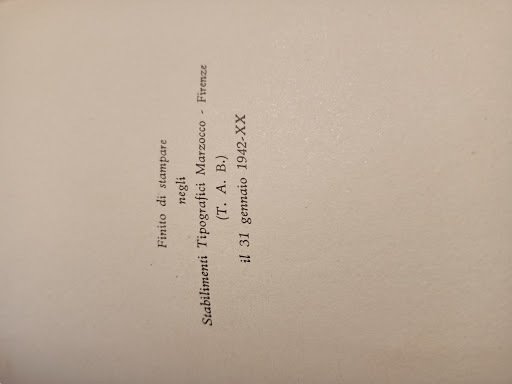 Finito di stampare
negli
Stabilimenti Tipografici Marzocco - Firenze
(T. A. B.)
il 31 gennaio 1942-XX